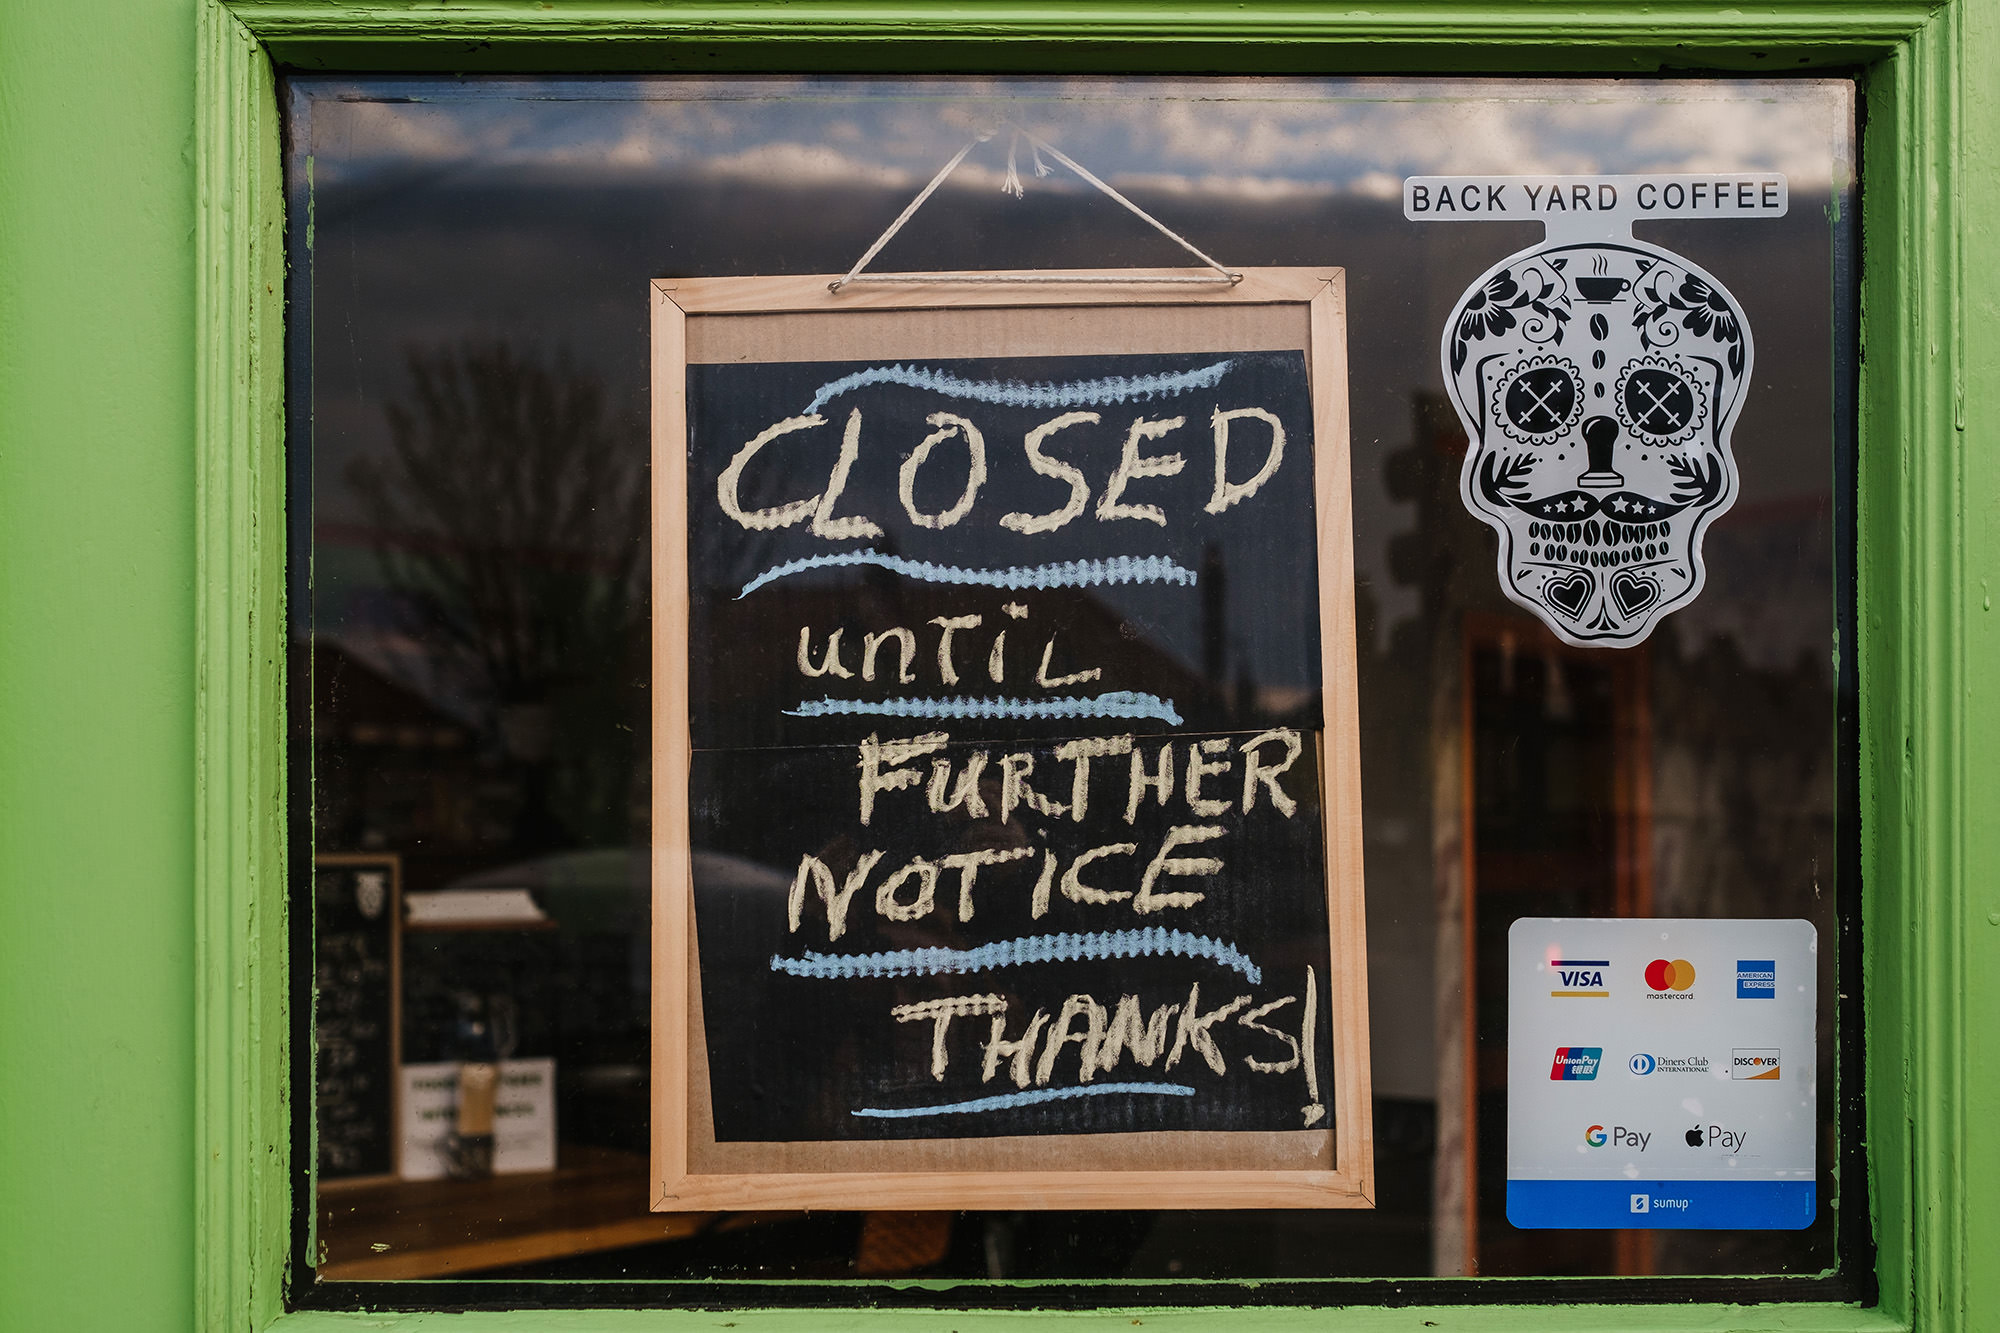 BACK YARD COFFEE
CLOSED
until
FURTHER
NOTiCE
THANKS!
VISA
mastercard
AMERICAN
EXPRESS
UnionPay
银联
Diners Club
INTERNATIONAL
DISCOVER
G Pay
Pay
sumup